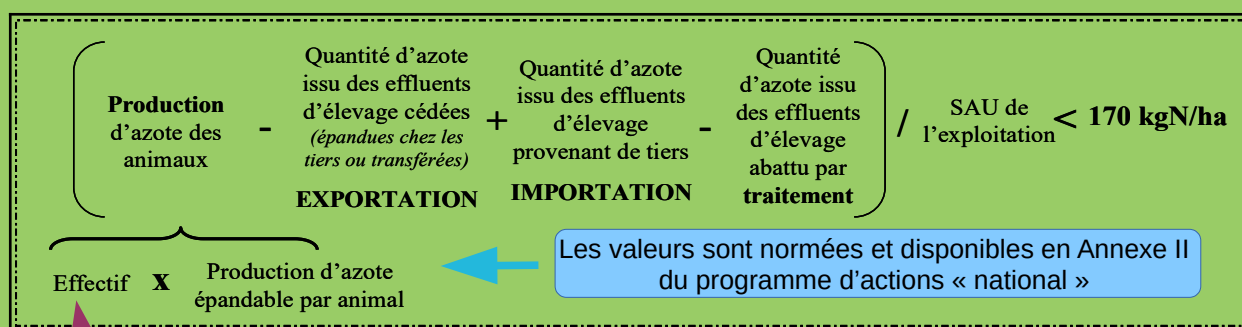 Production
d'azote des
animaux
-
Quantité d'azote
issu des effluents
d'élevage cédées
(épandues chez les
tiers ou transférées)
EXPORTATION
+
Quantité d'azote
issu des effluents
d'élevage
provenant de tiers
IMPORTATION
-
Quantité
d'azote issu
des effluents
d'élevage
abattu par
traitement
/
SAU de
l'exploitation
< 170 kgN/ha
Effectif
x
Production d'azote
épandable par animal
Les valeurs sont normées et disponibles en Annexe II
du programme d'actions « national »